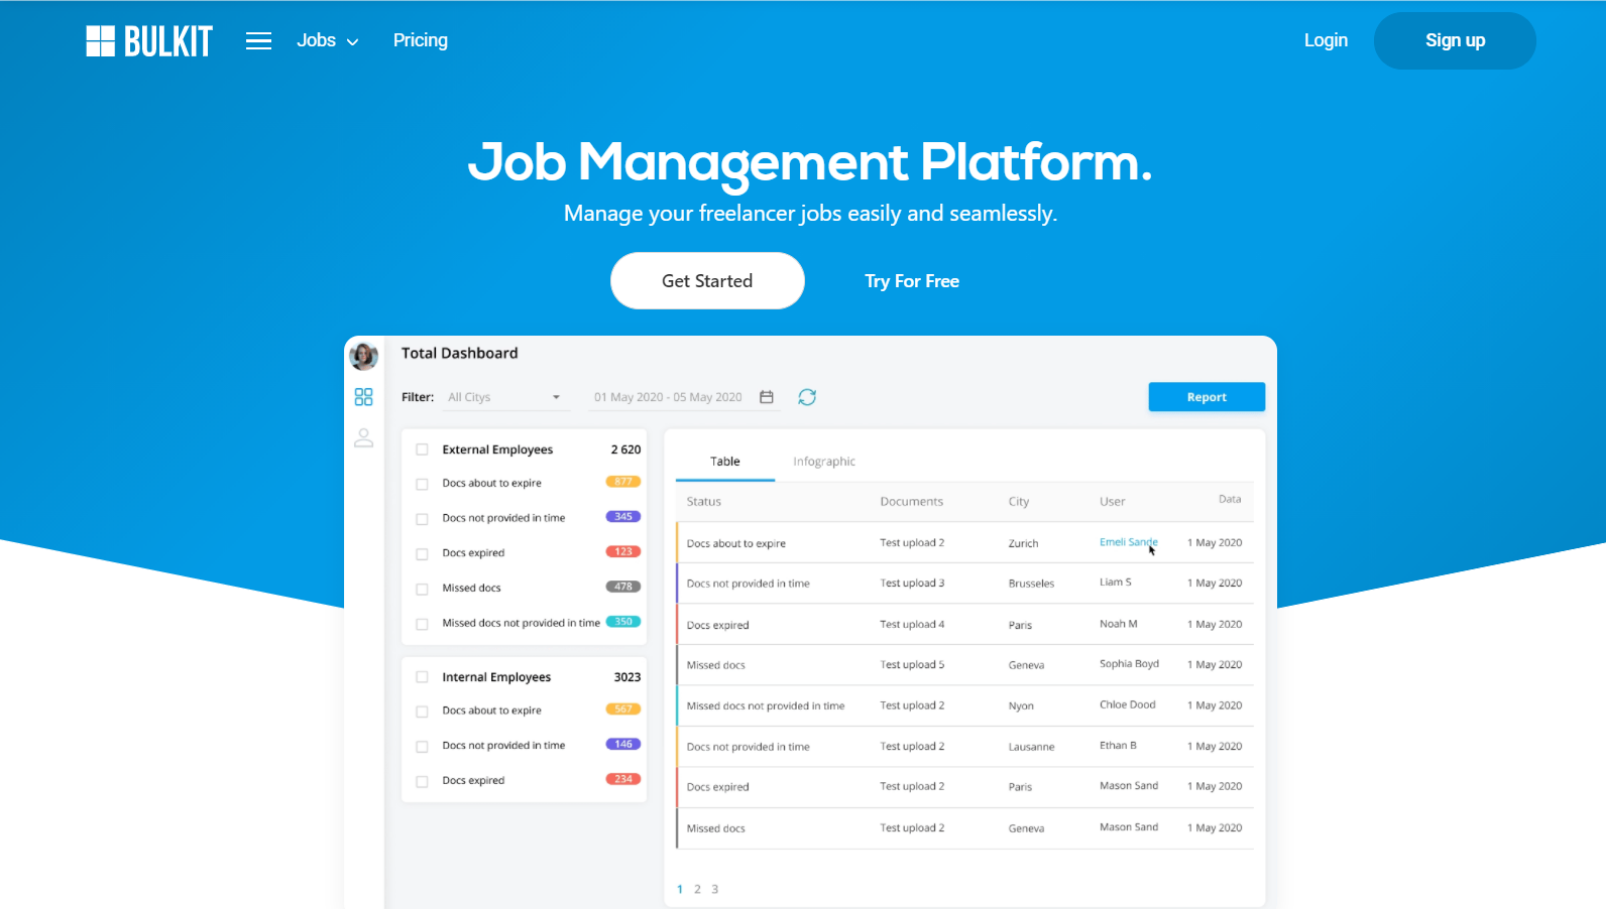 BULKIT
Jobs
Pricing
Login
Sign up
Job Management Platform.
Manage your freelancer jobs easily and seamlessly.
Get Started
Try For Free
Total Dashboard
Filter: All Citys 01 May 2020 - 05 May 2020
Report
External Employees 2 620
Docs about to expire 877
Docs not provided in time 345
Docs expired 123
Missed docs 478
Missed docs not provided in time 350
Internal Employees 3023
Docs about to expire 567
Docs not provided in time 146
Docs expired 234
Table Infographic
Status Documents City User Data
Docs about to expire Test upload 2 Zurich Emeli Sande 1 May 2020
Docs not provided in time Test upload 3 Brusseles Liam S 1 May 2020
Docs expired Test upload 4 Paris Noah M 1 May 2020
Missed docs Test upload 5 Geneva Sophia Boyd 1 May 2020
Missed docs not provided in time Test upload 2 Nyon Chloe Dood 1 May 2020
Docs not provided in time Test upload 2 Lausanne Ethan B 1 May 2020
Docs expired Test upload 2 Paris Mason Sand 1 May 2020
Missed docs Test upload 2 Geneva Mason Sand 1 May 2020
1 2 3